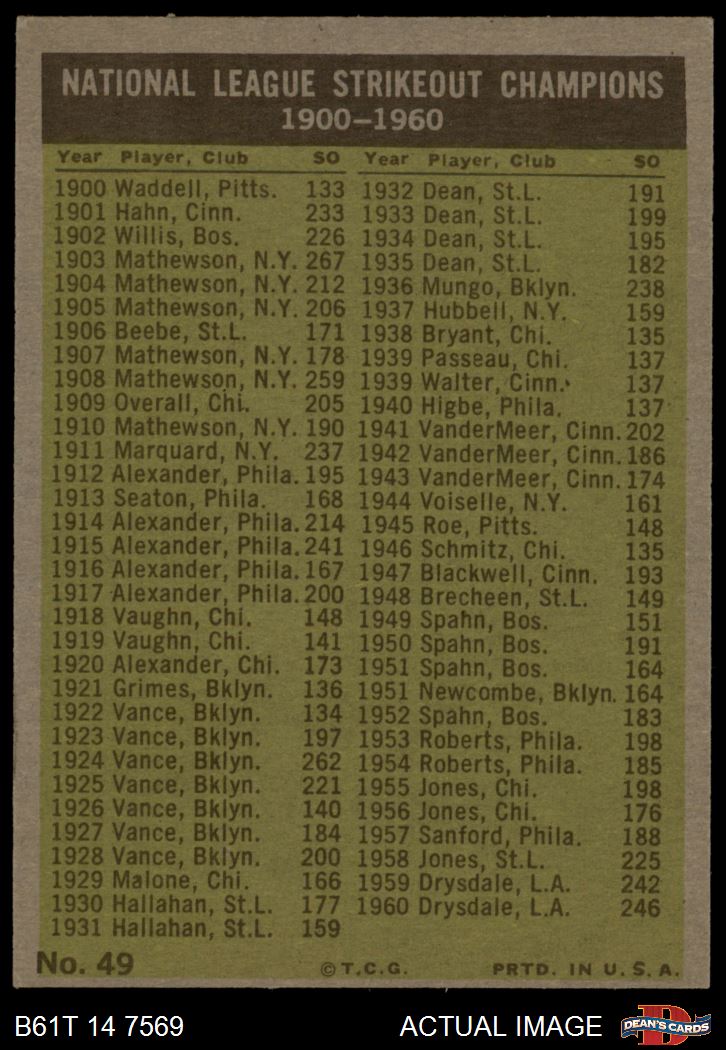 NATIONAL LEAGUE STRIKEOUT CHAMPIONS
1900–1960
Year Player, Club SO
1900 Waddell, Pitts. 133
1901 Hahn, Cinn. 233
1902 Willis, Bos. 226
1903 Mathewson, N.Y. 267
1904 Mathewson, N.Y. 212
1905 Mathewson, N.Y. 206
1906 Beebe, St.L. 171
1907 Mathewson, N.Y. 178
1908 Mathewson, N.Y. 259
1909 Overall, Chi. 205
1910 Mathewson, N.Y. 190
1911 Marquard, N.Y. 237
1912 Alexander, Phila. 195
1913 Seaton, Phila. 168
1914 Alexander, Phila. 214
1915 Alexander, Phila. 241
1916 Alexander, Phila. 167
1917 Alexander, Phila. 200
1918 Vaughn, Chi. 148
1919 Vaughn, Chi. 141
1920 Alexander, Chi. 173
1921 Grimes, Bklyn. 136
1922 Vance, Bklyn. 134
1923 Vance, Bklyn. 197
1924 Vance, Bklyn. 262
1925 Vance, Bklyn. 221
1926 Vance, Bklyn. 140
1927 Vance, Bklyn. 184
1928 Vance, Bklyn. 200
1929 Malone, Chi. 166
1930 Hallahan, St.L. 177
1931 Hallahan, St.L. 159
Year Player, Club SO
1932 Dean, St.L. 191
1933 Dean, St.L. 199
1934 Dean, St.L. 195
1935 Dean, St.L. 182
1936 Mungo, Bklyn. 238
1937 Hubbell, N.Y. 159
1938 Bryant, Chi. 135
1939 Passeau, Chi. 137
1939 Walter, Cinn. 137
1940 Higbe, Phila. 137
1941 VanderMeer, Cinn. 202
1942 VanderMeer, Cinn. 186
1943 VanderMeer, Cinn. 174
1944 Voiselle, N.Y. 161
1945 Roe, Pitts. 148
1946 Schmitz, Chi. 135
1947 Blackwell, Cinn. 193
1948 Brecheen, St.L. 149
1949 Spahn, Bos. 151
1950 Spahn, Bos. 191
1951 Spahn, Bos. 164
1951 Newcombe, Bklyn. 164
1952 Spahn, Bos. 183
1953 Roberts, Phila. 198
1954 Roberts, Phila. 185
1955 Jones, Chi. 198
1956 Jones, Chi. 176
1957 Sanford, Phila. 188
1958 Jones, St.L. 225
1959 Drysdale, L.A. 242
1960 Drysdale, L.A. 246
No. 49 ©T.C.G. PRTD. IN U.S.A.
B61T 14 7569 ACTUAL IMAGE
D
DEAN'S CARDS